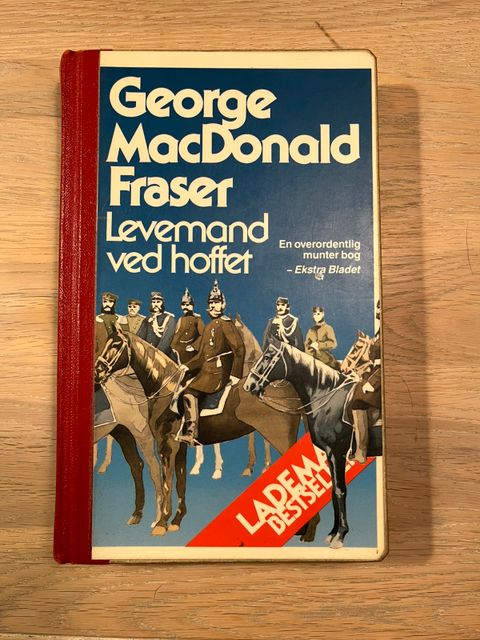 George
MacDonald
Fraser
Levemand
ved hoffet
En overordentlig
munter bog
– Ekstra Bladet